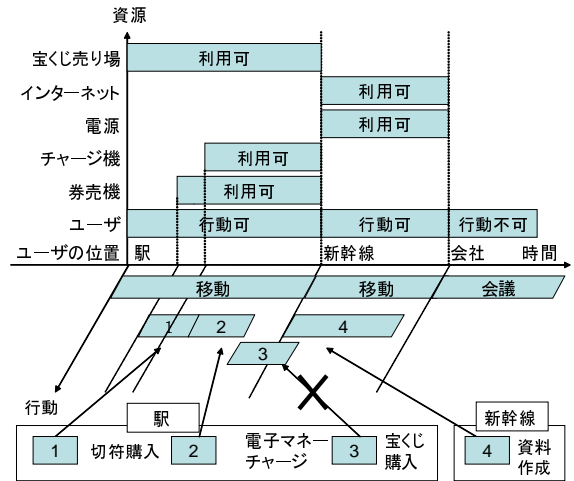 資源
宝くじ売り場
利用可
インターネット
利用可
電源
利用可
チャージ機
利用可
券売機
利用可
ユーザ
行動可
行動可
行動不可
ユーザの位置
駅
新幹線
会社
時間
移動
移動
会議
1
2
4
3
行動
駅
新幹線
1
切符購入
2
電子マネー
チャージ
3
宝くじ
購入
4
資料
作成